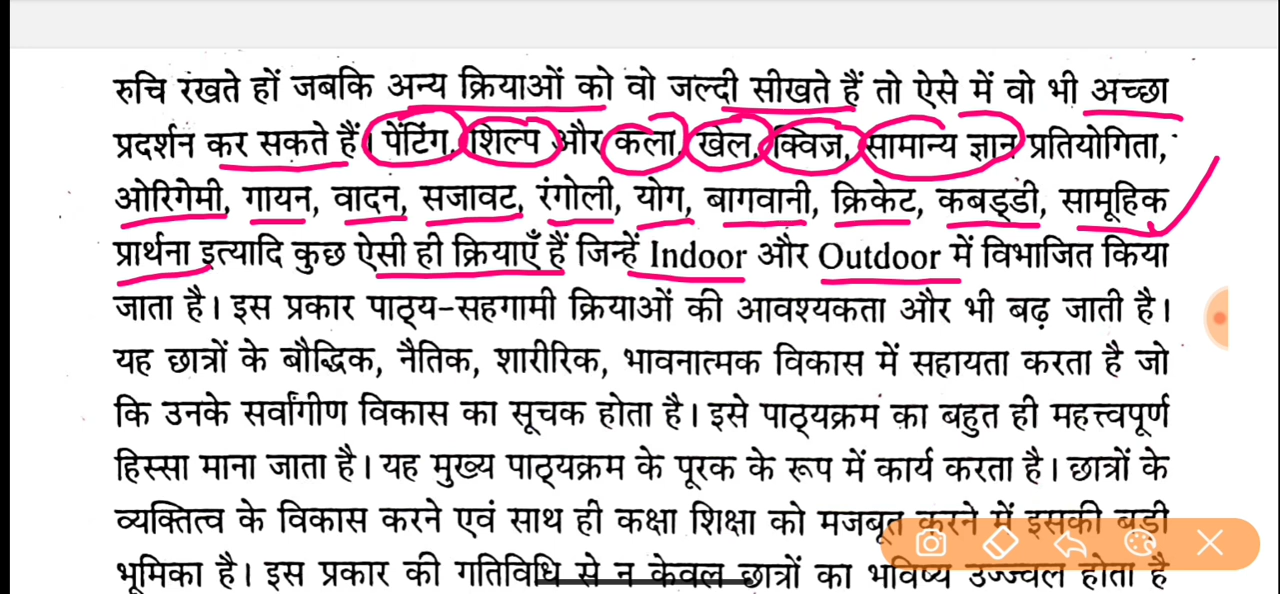 रुचि रखते हों जबकि अन्य क्रियाओं को वो जल्दी सीखते हैं तो ऐसे में वो भी अच्छा
प्रदर्शन कर सकते हैं। पेंटिंग, शिल्प और कला, खेल, क्विज, सामान्य ज्ञान प्रतियोगिता,
ओरिगेमी, गायन, वादन, सजावट, रंगोली, योग, बागवानी, क्रिकेट, कबड्डी, सामूहिक
प्रार्थना इत्यादि कुछ ऐसी ही क्रियाएँ हैं जिन्हें Indoor और Outdoor में विभाजित किया
जाता है। इस प्रकार पाठ्य-सहगामी क्रियाओं की आवश्यकता और भी बढ़ जाती है।
यह छात्रों के बौद्धिक, नैतिक, शारीरिक, भावनात्मक विकास में सहायता करता है जो
कि उनके सर्वांगीण विकास का सूचक होता है। इसे पाठ्यक्रम का बहुत ही महत्त्वपूर्ण
हिस्सा माना जाता है। यह मुख्य पाठ्यक्रम के पूरक के रूप में कार्य करता है। छात्रों के
व्यक्तित्व के विकास करने एवं साथ ही कक्षा शिक्षा को मजबूत करने में इसकी बड़ी
भूमिका है। इस प्रकार की गतिविधि से न केवल छात्रों का भविष्य उज्ज्वल होता है